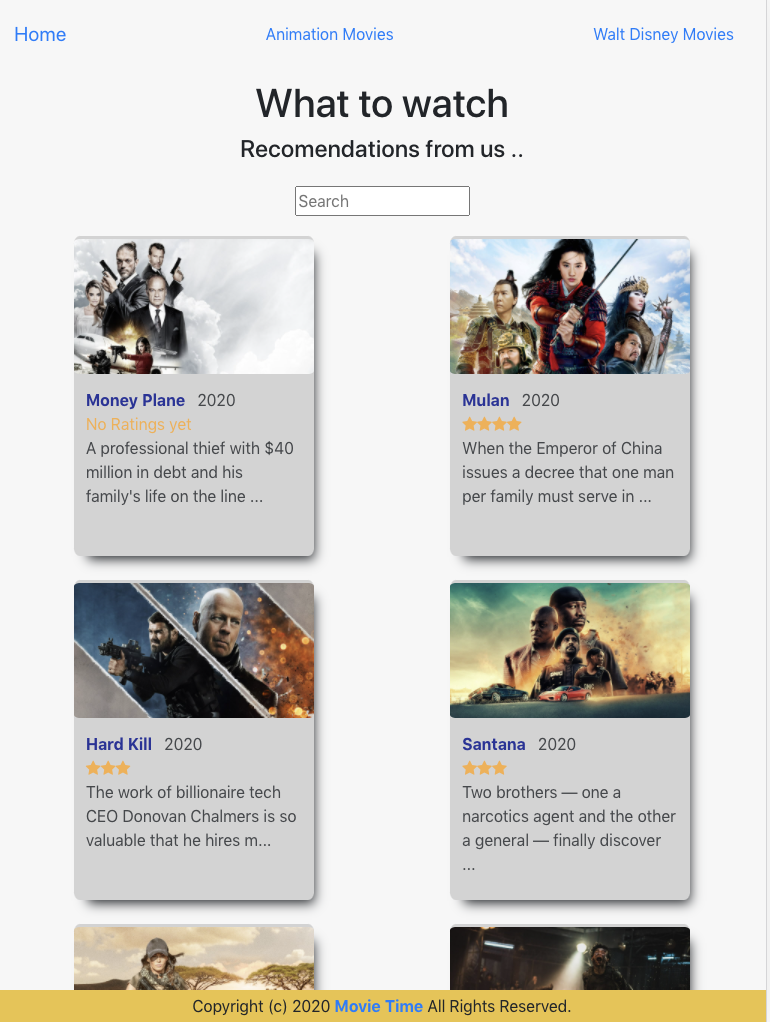 Home
Animation Movies
Walt Disney Movies
What to watch
Recomendations from us ..
Search
Money Plane 2020
No Ratings yet
A professional thief with $40
million in debt and his
family's life on the line ...
Mulan 2020
When the Emperor of China
issues a decree that one man
per family must serve in ...
Hard Kill 2020
The work of billionaire tech
CEO Donovan Chalmers is so
valuable that he hires m...
Santana 2020
Two brothers — one a
narcotics agent and the other
a general — finally discover
...
Copyright (c) 2020 Movie Time All Rights Reserved.